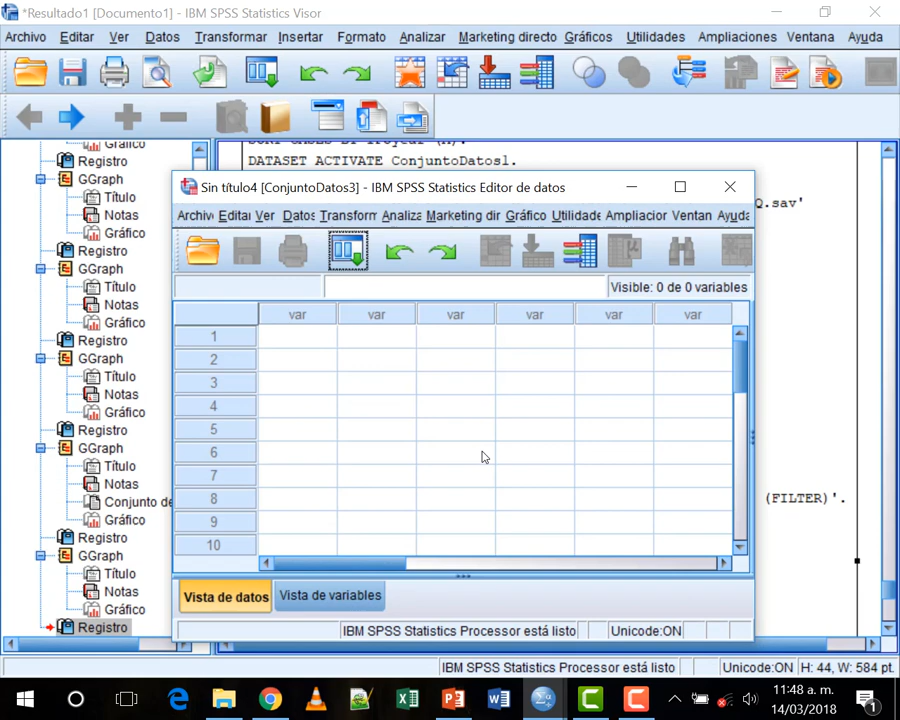 *Resultado1 [Documento1] - IBM SPSS Statistics Visor
Archivo Editar Ver Datos Transformar Insertar Formato Analizar Marketing directo Gráficos Utilidades Ampliaciones Ventana Ayuda
Gráfico
Registro
GGraph
Título
Notas
Gráfico
Registro
GGraph
Título
Notas
Gráfico
Registro
GGraph
Título
Notas
Gráfico
Registro
GGraph
Título
Notas
Conjunto de
Gráfico
Registro
GGraph
Título
Notas
Gráfico
Registro
DATASET ACTIVATE ConjuntoDatos1.
Q.sav'
(FILTER)'.
Sin título4 [ConjuntoDatos3] - IBM SPSS Statistics Editor de datos
Archiv Editar Ver Datos Transform Analiza Marketing dir Gráfico Utilidade Ampliacior Ventan Ayuda
Visible: 0 de 0 variables
var var var var var var
1
2
3
4
5
6
7
8
9
10
Vista de datos Vista de variables
IBM SPSS Statistics Processor está listo Unicode:ON
IBM SPSS Statistics Processor está listo Unicode:ON H: 44, W: 584 pt.
11:48 a. m.
14/03/2018
1